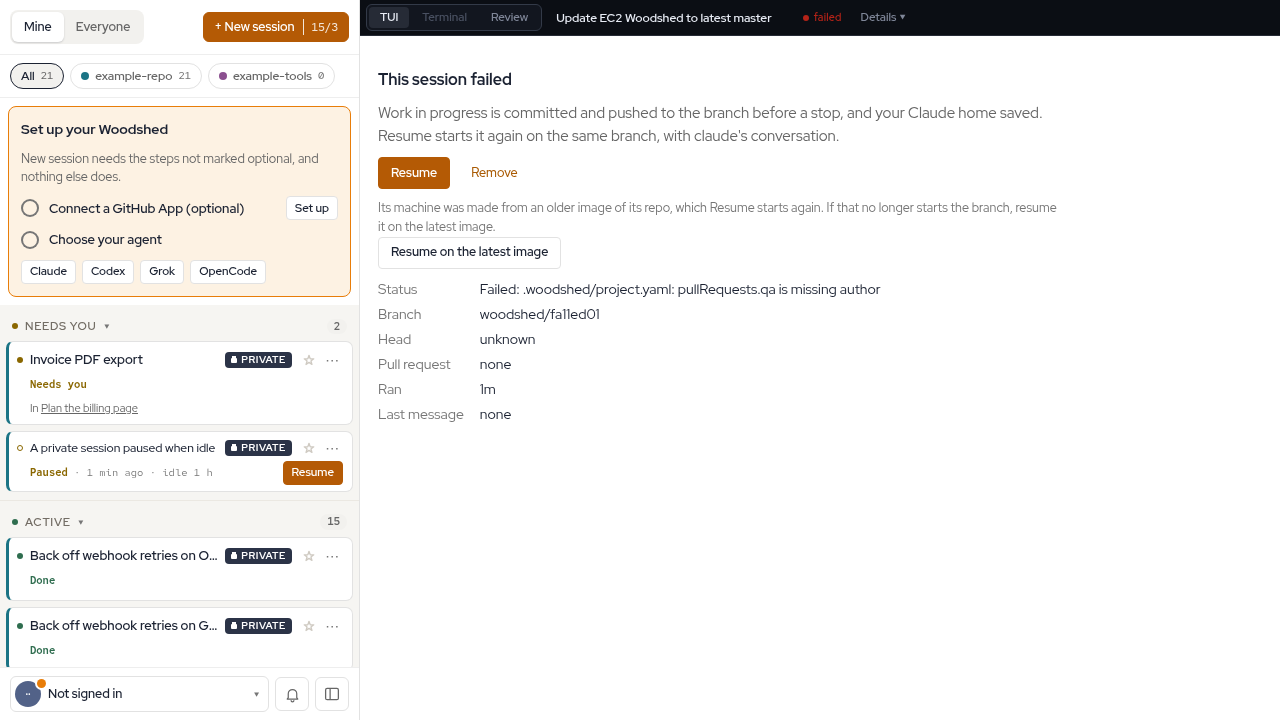 Mine
Everyone
+ New session 15/3
All 21
example-repo 21
example-tools 0
Set up your Woodshed
New session needs the steps not marked optional, and
nothing else does.
Connect a GitHub App (optional)
Set up
Choose your agent
Claude
Codex
Grok
OpenCode
NEEDS YOU
2
Invoice PDF export
PRIVATE
Needs you
In Plan the billing page
A private session paused when idle
PRIVATE
Paused · 1 min ago · idle 1 h
Resume
ACTIVE
15
Back off webhook retries on O...
PRIVATE
Done
Back off webhook retries on G...
PRIVATE
Done
Not signed in
TUI
Terminal
Review
Update EC2 Woodshed to latest master
failed
Details
This session failed
Work in progress is committed and pushed to the branch before a stop, and your Claude home saved.
Resume starts it again on the same branch, with claude's conversation.
Resume
Remove
Its machine was made from an older image of its repo, which Resume starts again. If that no longer starts the branch, resume
it on the latest image.
Resume on the latest image
Status Failed: .woodshed/project.yaml: pullRequests.qa is missing author
Branch woodshed/fa11ed01
Head unknown
Pull request none
Ran 1m
Last message none